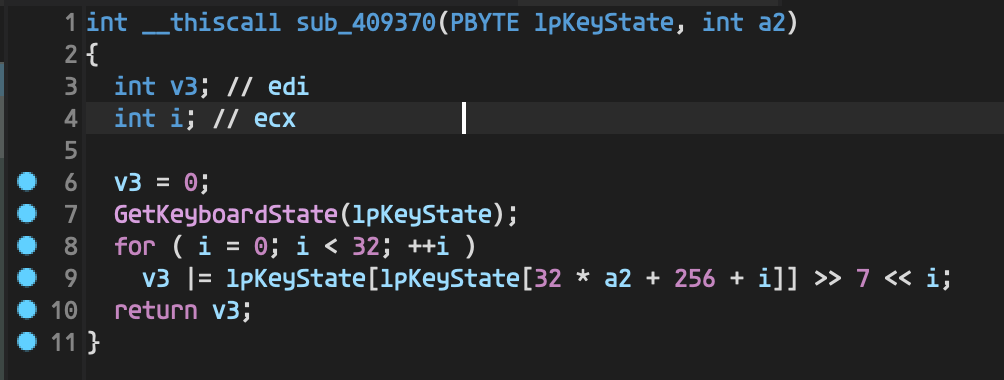 1 int __thiscall sub_409370(PBYTE lpKeyState, int a2)
2 {
3   int v3; // edi
4   int i; // ecx
5
6   v3 = 0;
7   GetKeyboardState(lpKeyState);
8   for ( i = 0; i < 32; ++i )
9     v3 |= lpKeyState[lpKeyState[32 * a2 + 256 + i]] >> 7 << i;
10   return v3;
11 }